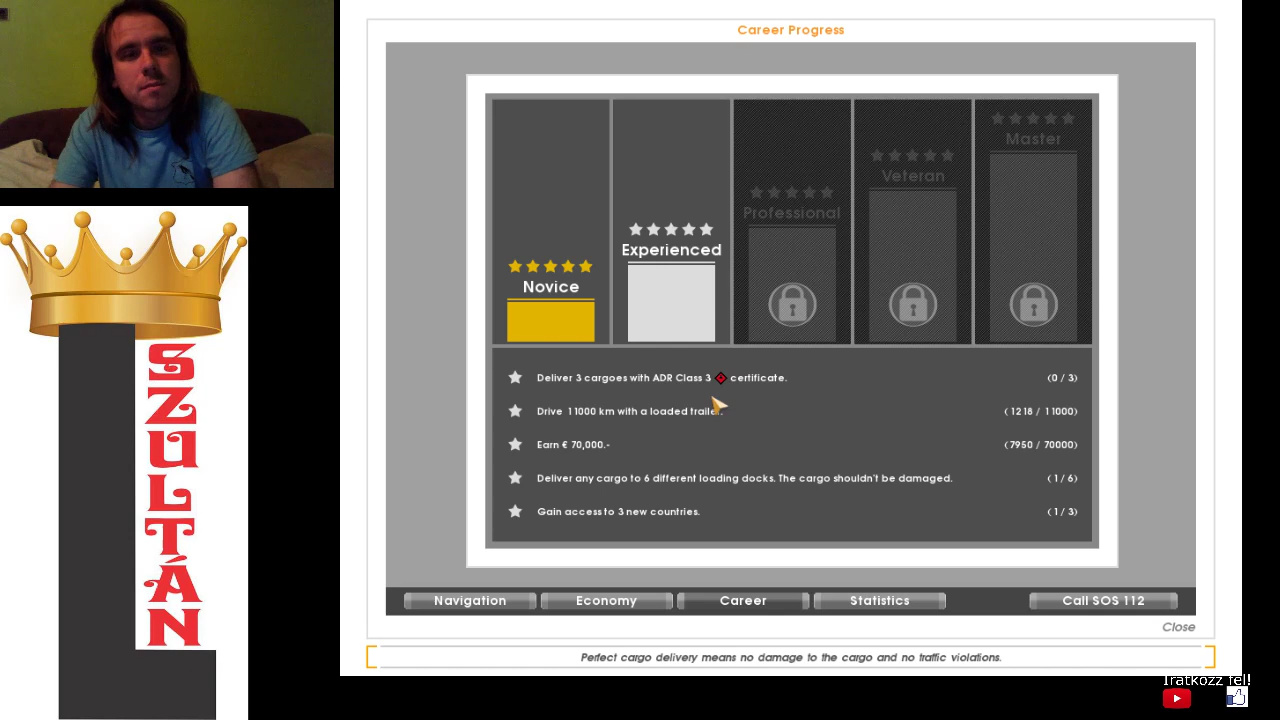 Career Progress
Master
Veteran
Professional
Experienced
Novice
Deliver 3 cargoes with ADR Class 3 certificate. (0 / 3)
Drive 11000 km with a loaded trailer. (1218 / 11000)
Earn € 70,000.- (7950 / 70000)
Deliver any cargo to 6 different loading docks. The cargo shouldn't be damaged. (1 / 6)
Gain access to 3 new countries. (1 / 3)
Navigation Economy Career Statistics Call SOS 112
Close
Perfect cargo delivery means no damage to the cargo and no traffic violations.
L
SZULTÁN
Iratkozz fel!